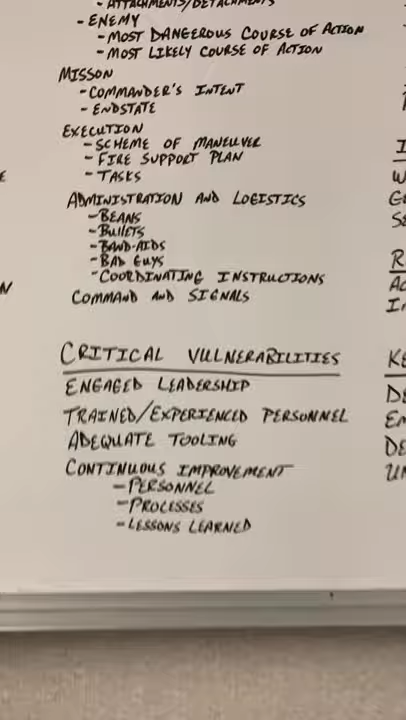 - ATTACHMENTS/DETACHMENTS
- ENEMY
- MOST DANGEROUS COURSE OF ACTION
- MOST LIKELY COURSE OF ACTION
MISSON
- COMMANDER'S INTENT
- ENDSTATE
EXECUTION
- SCHEME OF MANEUVER
- FIRE SUPPORT PLAN
- TASKS
ADMINISTRATION AND LOGISTICS
- BEANS
- BULLETS
- BAND-AIDS
- BAD GUYS
- COORDINATING INSTRUCTIONS
COMMAND AND SIGNALS
CRITICAL VULNERABILITIES
ENGAGED LEADERSHIP
TRAINED/EXPERIENCED PERSONNEL
ADEQUATE TOOLING
CONTINUOUS IMPROVEMENT
- PERSONNEL
- PROCESSES
- LESSONS LEARNED